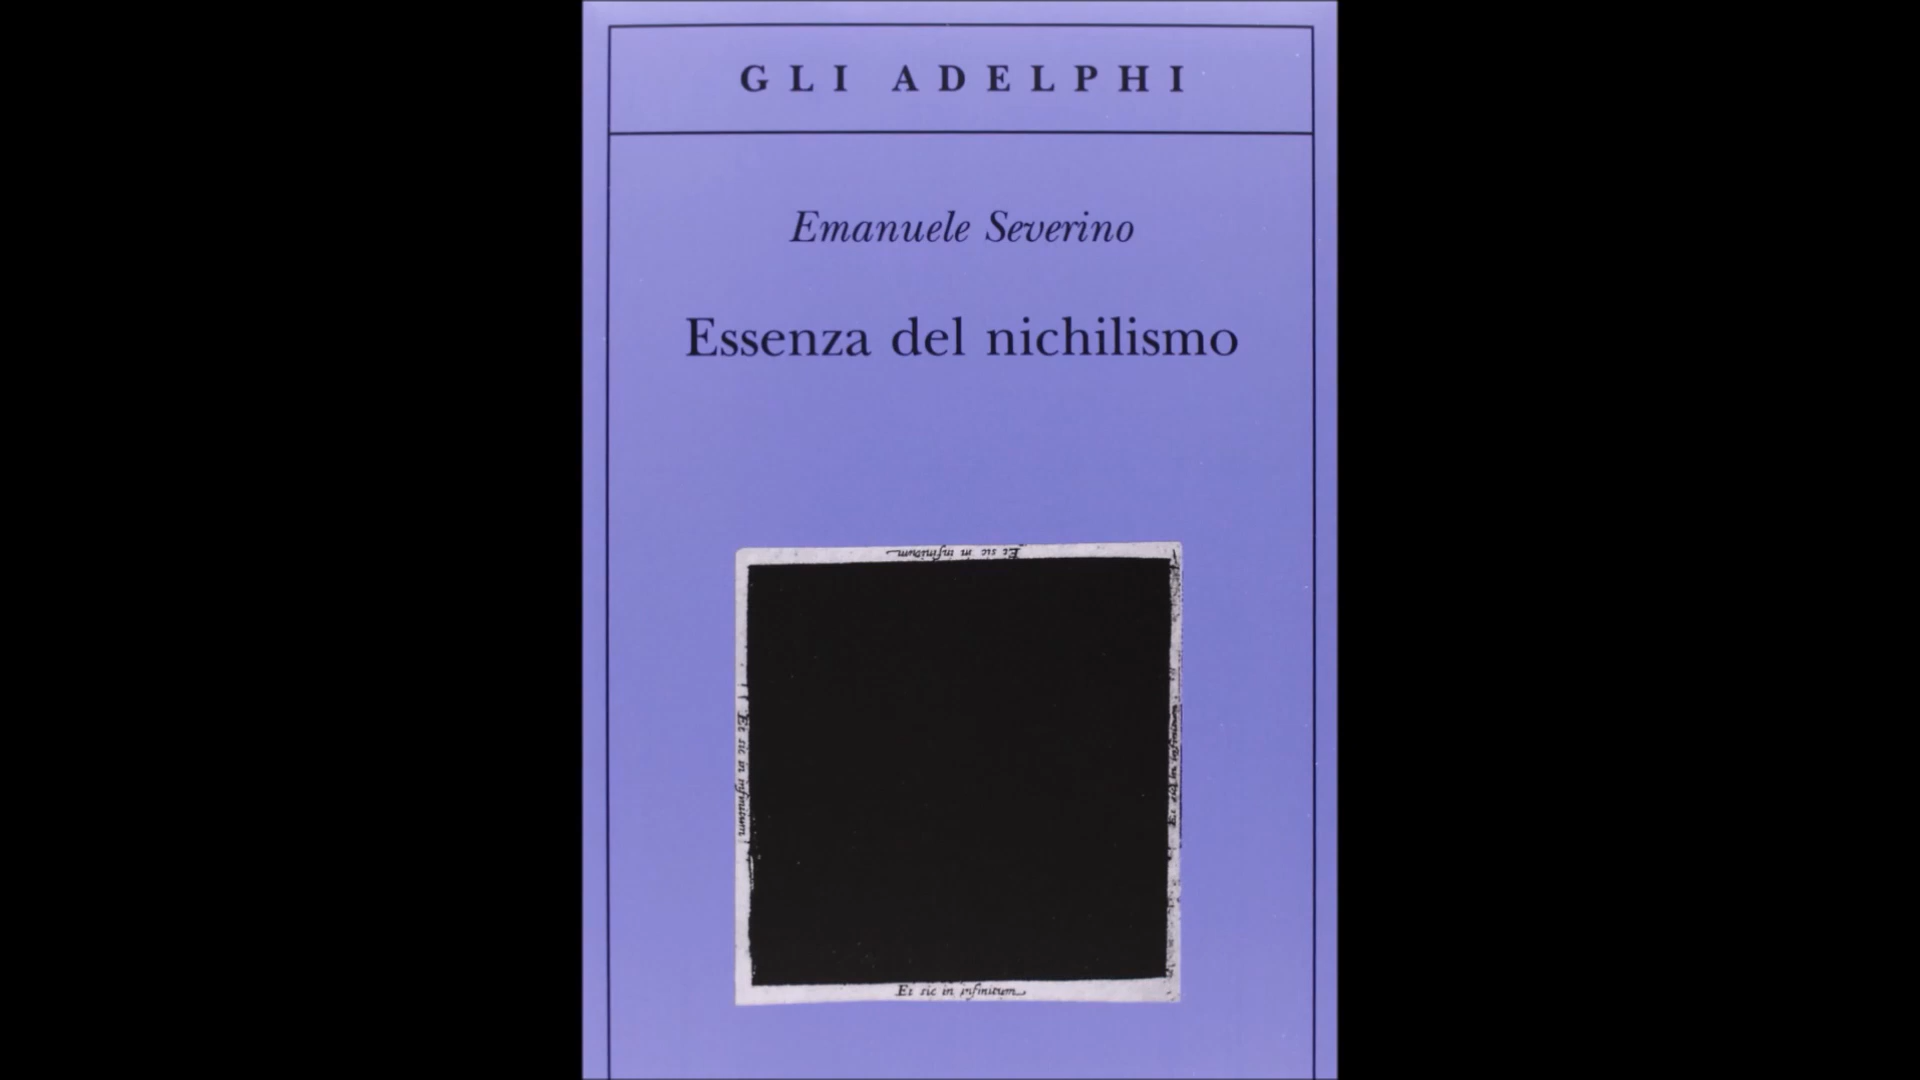 GLI ADELPHI
Emanuele Severino
Essenza del nichilismo
Et sic in infinitum
Et sic in infinitum
Et sic in infinitum
Et sic in infinitum